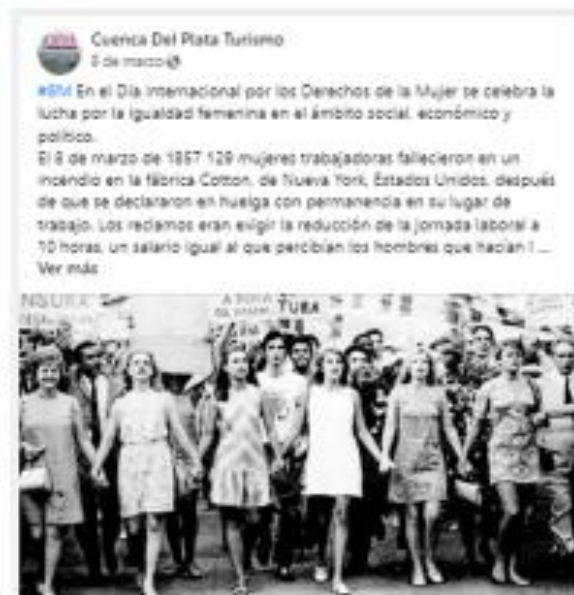 Cuenca Del Plata Turismo
8 de marzo
#8M En el Día Internacional por los Derechos de la Mujer se celebra la
lucha por la igualdad femenina en el ámbito social, económico y
político.
El 8 de marzo de 1857 129 mujeres trabajadoras fallecieron en un
incendio en la fábrica Cotton, de Nueva York, Estados Unidos, después
de que se declararon en huelga con permanencia en su lugar de
trabajo. Los reclamos eran exigir la reducción de la jornada laboral a
10 horas, un salario igual al que percibían los hombres que hacían l ...
Ver más
NSURA
TURA